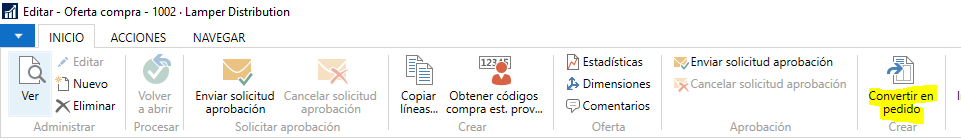 Editar - Oferta compra - 1002 · Lamper Distribution
INICIO ACCIONES NAVEGAR
Ver
Editar
Nuevo
Eliminar
Administrar
Volver
a abrir
Procesar
Enviar solicitud
aprobación
Cancelar solicitud
aprobación
Solicitar aprobación
Copiar
líneas...
Obtener códigos
compra est. prov...
Crear
Estadísticas
Dimensiones
Comentarios
Oferta
Enviar solicitud aprobación
Cancelar solicitud aprobación
Aprobación
Convertir en
pedido
Crear